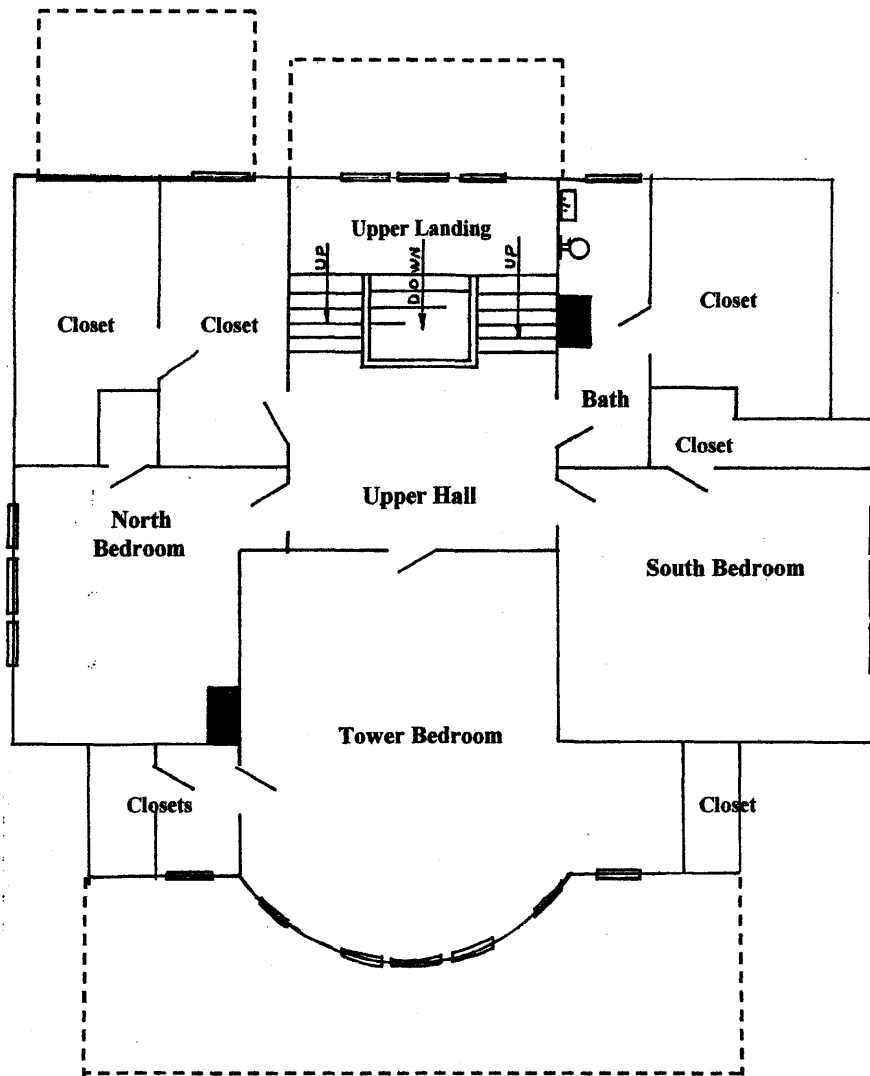 Upper Landing
UP
DOWN
UP
Closet
Closet
Closet
Bath
Closet
Upper Hall
North
Bedroom
South Bedroom
Tower Bedroom
Closets
Closet